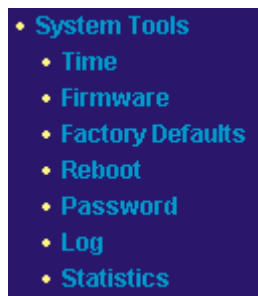 • System Tools
• Time
• Firmware
• Factory Defaults
• Reboot
• Password
• Log
• Statistics